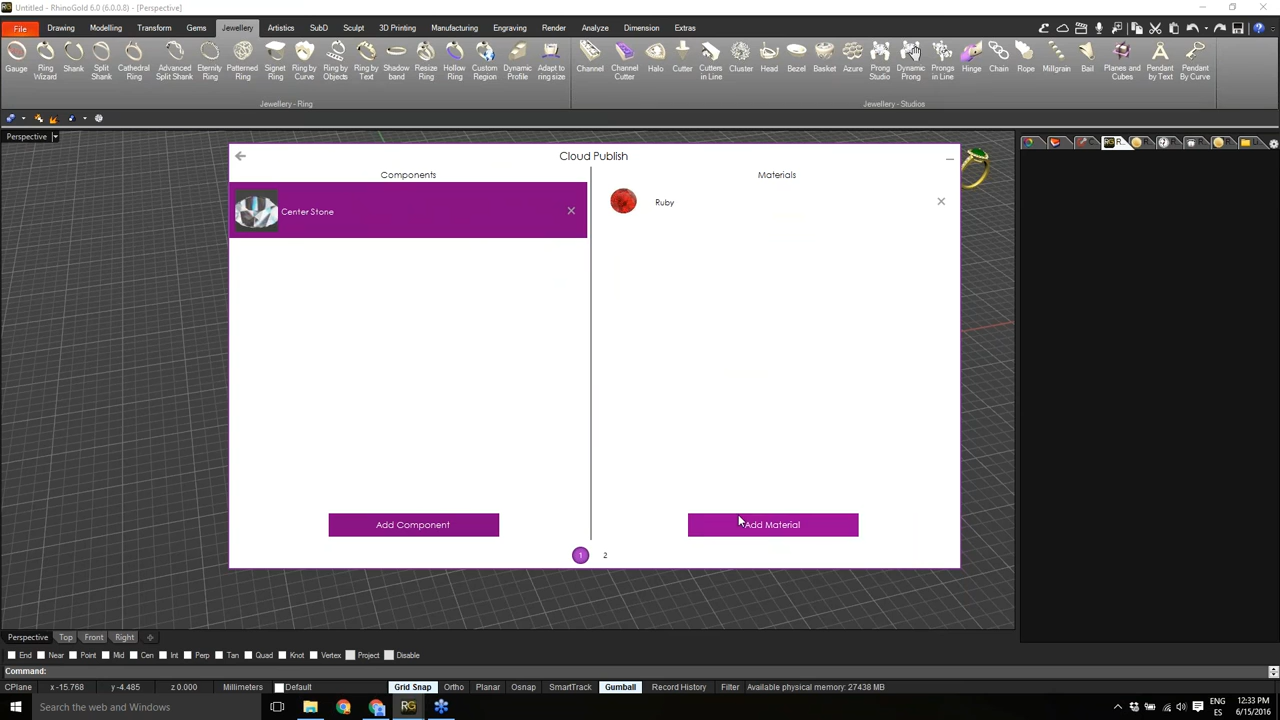 Untitled - RhinoGold 6.0 (6.0.0.8) - [Perspective]
File Drawing Modelling Transform Gems Jewellery Artistics SubD Sculpt 3D Printing Manufacturing Engraving Render Analyze Dimension Extras
Gauge Ring Wizard Shank Split Shank Cathedral Ring Advanced Split Shank Eternity Ring Patterned Ring Signet Ring Ring by Curve Ring by Objects Ring by Text Shadow band Resize Ring Hollow Ring Custom Region Dynamic Profile Adapt to ring size Channel Channel Cutter Halo Cutter Cutters in Line Cluster Head Bezel Basket Azure Prong Studio Dynamic Prong Prongs in Line Hinge Chain Rope Millgrain Bail Planes and Cubes Pendant by Text Pendant By Curve
Jewellery - Ring Jewellery - Studios
Perspective
Cloud Publish
Components Materials
Center Stone
Ruby
Add Component Add Material
1 2
Perspective Top Front Right
End Near Point Mid Cen Int Perp Tan Quad Knot Vertex Project Disable
Command:
CPlane x -15.768 y -4.485 z 0.000 Millimeters Default Grid Snap Ortho Planar Osnap SmartTrack Gumball Record History Filter Available physical memory: 27438 MB
Search the web and Windows
ENG 12:33 PM
ES 6/15/2016